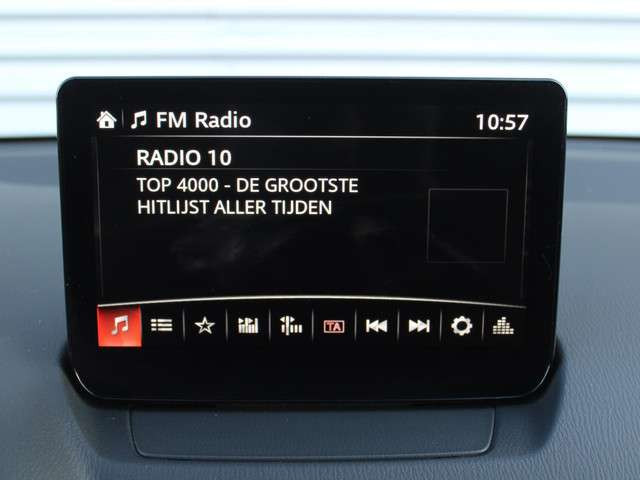 FM Radio 10:57
RADIO 10
TOP 4000 - DE GROOTSTE
HITLIJST ALLER TIJDEN
TA